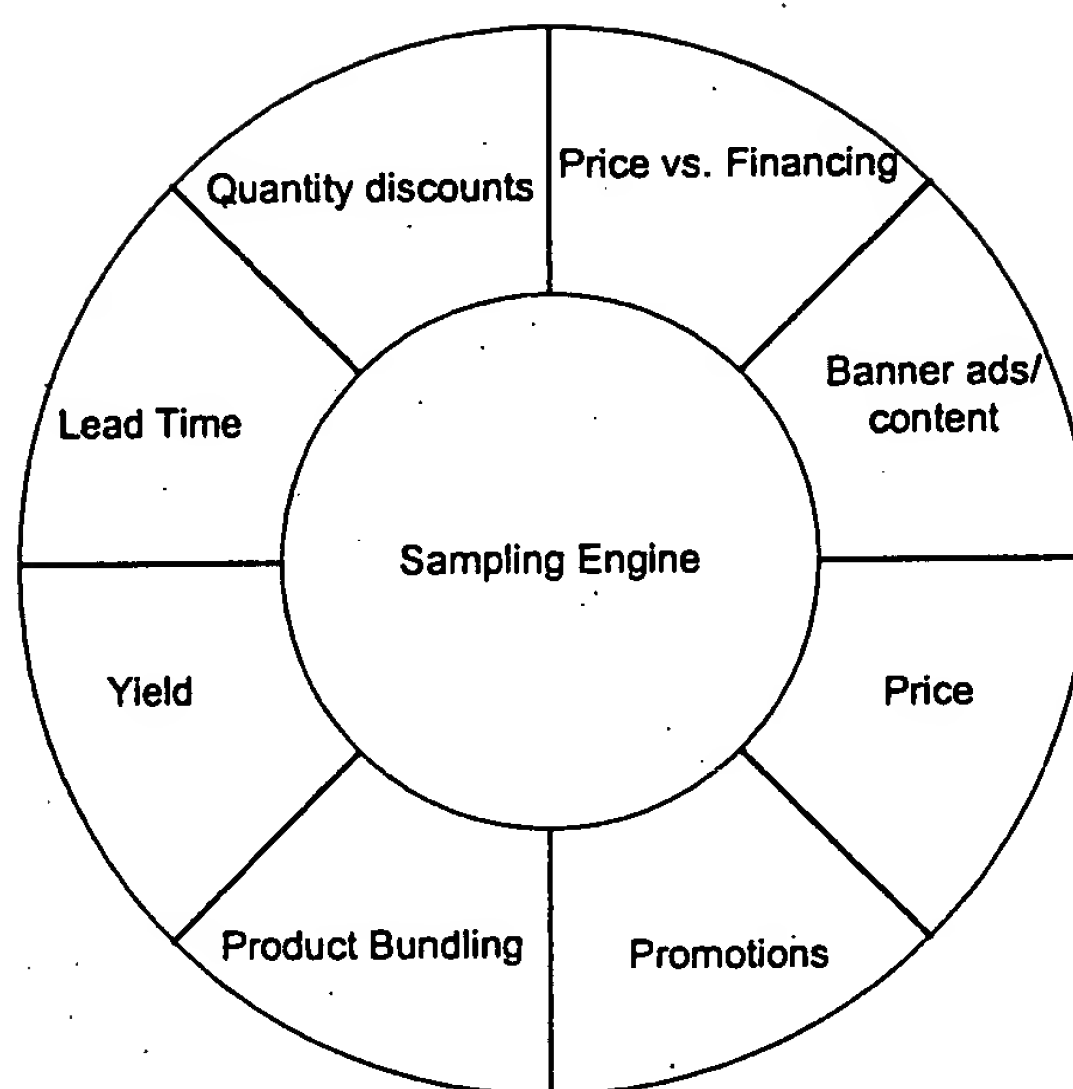 Quantity discounts
Price vs. Financing
Banner ads/
content
Lead Time
Sampling Engine
Yield
Price
Product Bundling
Promotions